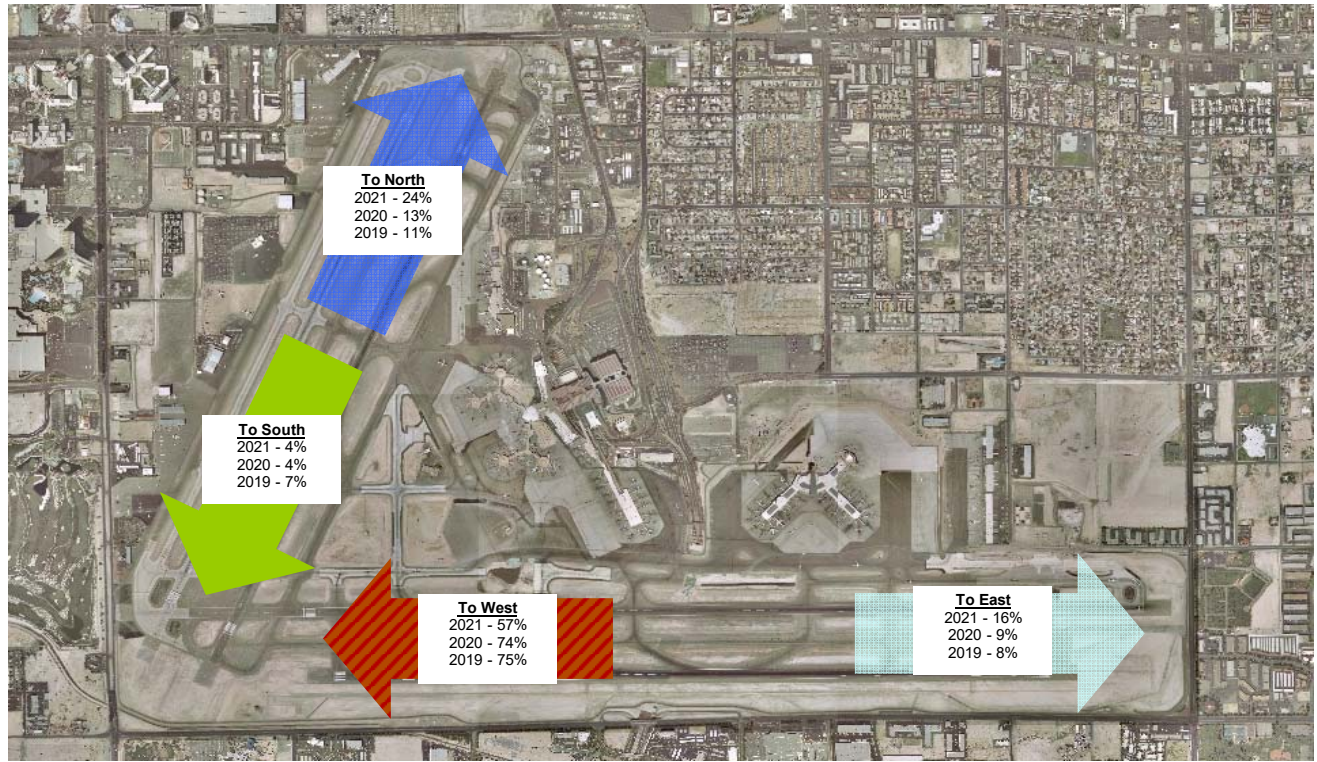 To North
2021 - 24%
2020 - 13%
2019 - 11%
To South
2021 - 4%
2020 - 4%
2019 - 7%
To West
2021 - 57%
2020 - 74%
2019 - 75%
To East
2021 - 16%
2020 - 9%
2019 - 8%